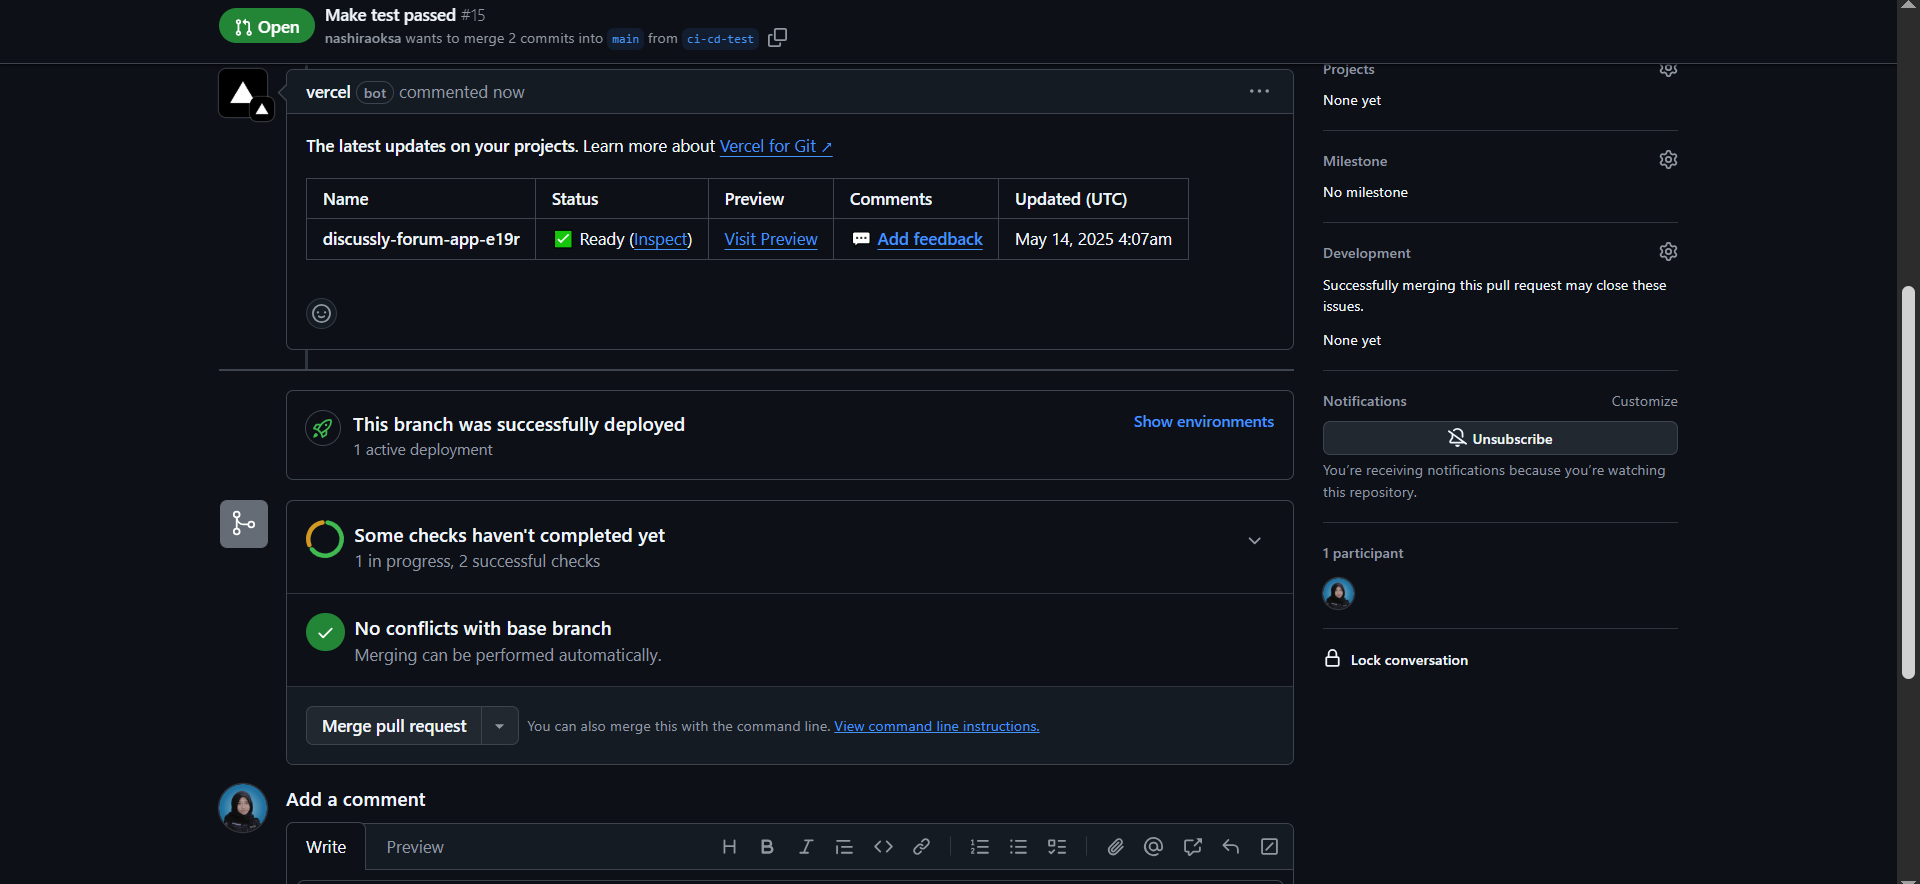 Open
Make test passed #15
nashiraoksa wants to merge 2 commits into main from ci-cd-test
vercel bot commented now
The latest updates on your projects. Learn more about Vercel for Git ↗
Name Status Preview Comments Updated (UTC)
discussly-forum-app-e19r ✅ Ready (Inspect) Visit Preview 💬 Add feedback May 14, 2025 4:07am
This branch was successfully deployed
Show environments
1 active deployment
Some checks haven't completed yet
1 in progress, 2 successful checks
No conflicts with base branch
Merging can be performed automatically.
Merge pull request
You can also merge this with the command line. View command line instructions.
Add a comment
Write Preview
Projects
None yet
Milestone
No milestone
Development
Successfully merging this pull request may close these
issues.
None yet
Notifications Customize
Unsubscribe
You're receiving notifications because you're watching
this repository.
1 participant
Lock conversation